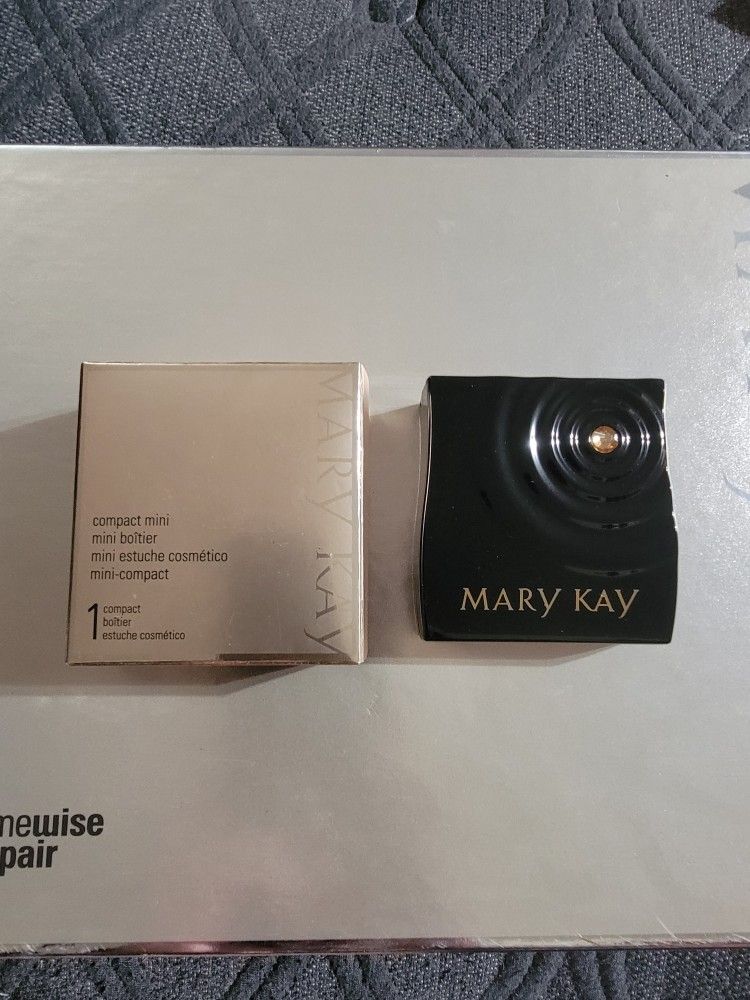 compact mini
mini boîtier
mini estuche cosmético
mini-compact
1 compact
boîtier
estuche cosmético
MARY KAY
MARY KAY
newise
pair